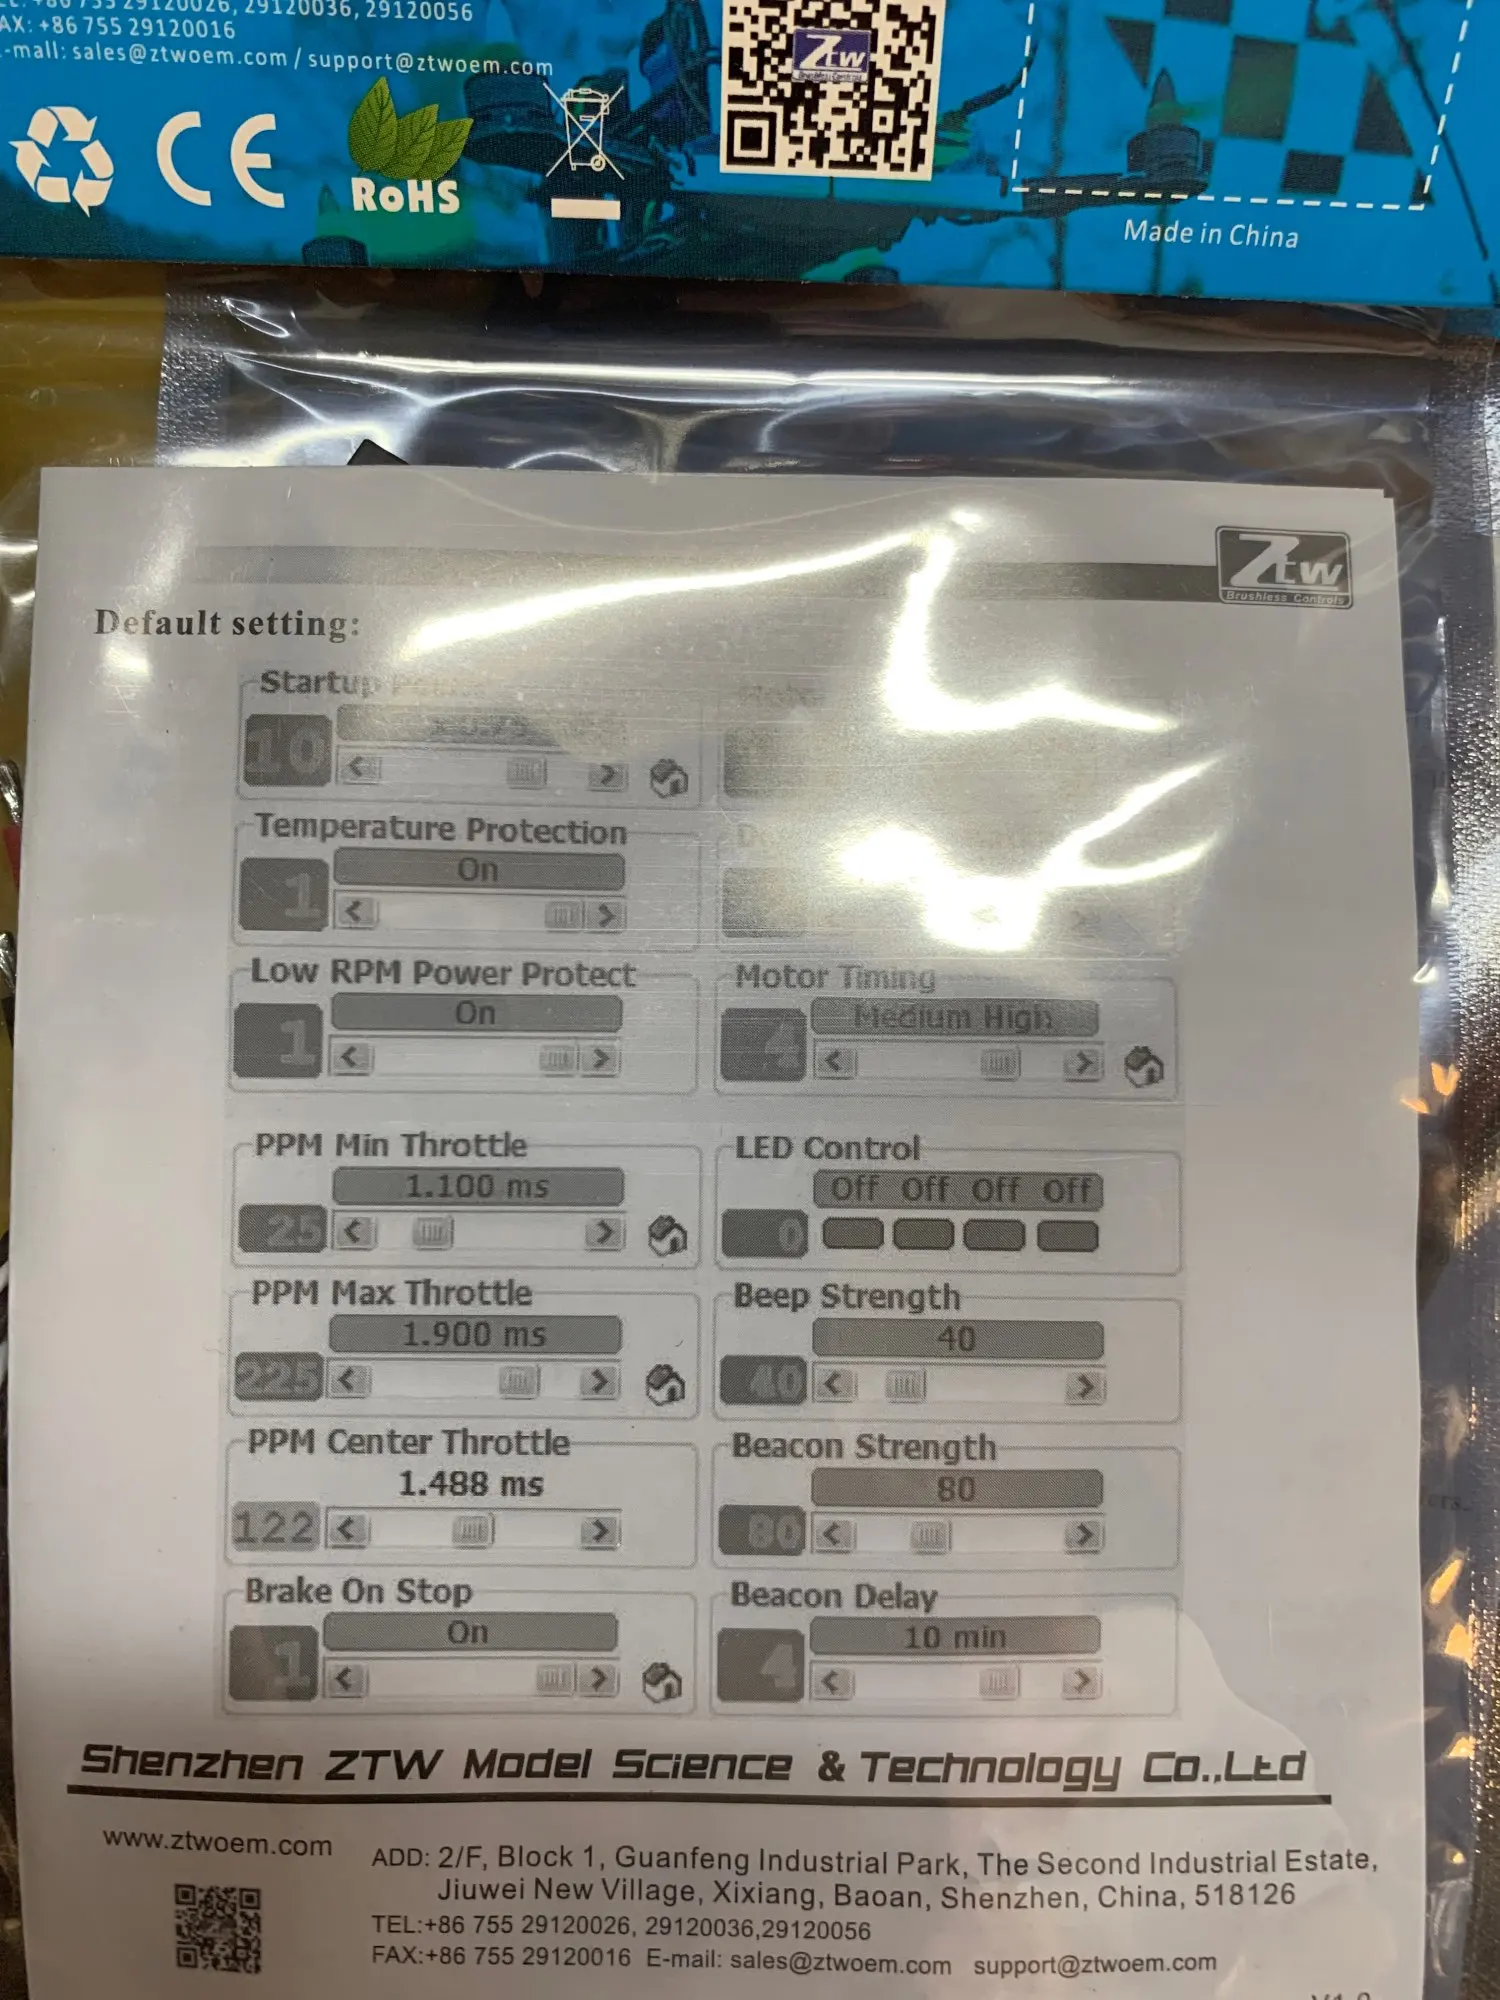 29120026, 29120036, 29120056
AX: +86 755 29120016
-mall: sales@ztwoem.com / support@ztwoem.com
ZTW
CE
RoHS
Made in China
ZTW
Brushless Controls
Default setting:
Startup
10
Temperature Protection
On
1
Low RPM Power Protect
On
1
Motor Timing
Medium High
4
PPM Min Throttle
1.100 ms
25
LED Control
Off Off Off Off
0
PPM Max Throttle
1.900 ms
225
Beep Strength
40
40
PPM Center Throttle
1.488 ms
122
Beacon Strength
80
80
Brake On Stop
On
1
Beacon Delay
10 min
4
Shenzhen ZTW Model Science & Technology Co.,Ltd
www.ztwoem.com
ADD: 2/F, Block 1, Guanfeng Industrial Park, The Second Industrial Estate,
Jiuwei New Village, Xixiang, Baoan, Shenzhen, China, 518126
TEL:+86 755 29120026, 29120036,29120056
FAX:+86 755 29120016 E-mail: sales@ztwoem.com support@ztwoem.com